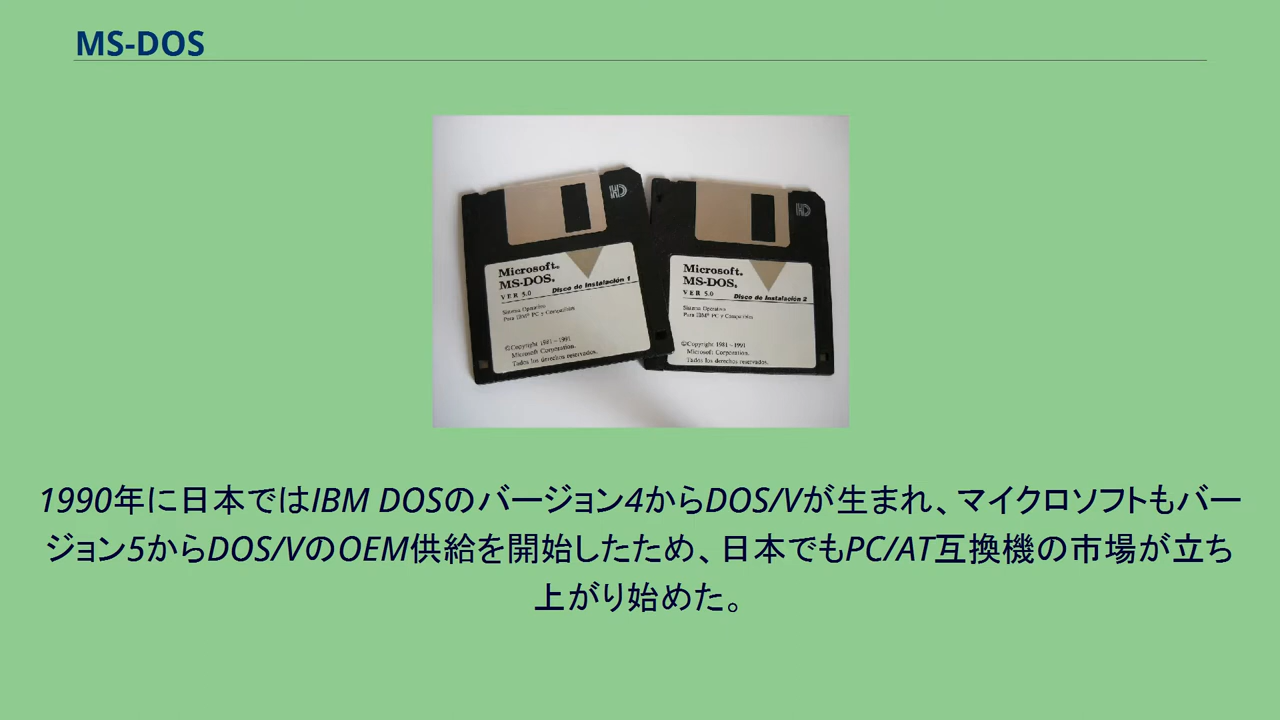 MS-DOS
HD
HD
Microsoft.
MS-DOS.
VER 5.0 Disco de Instalación 1
Sistema Operativo
Para IBM® PC y Compatibles
©Copyright 1981-1991
Microsoft Corporation.
Todos los derechos reservados.
Microsoft.
MS-DOS.
VER 5.0 Disco de Instalación 2
Sistema Operativo
Para IBM® PC y Compatibles
©Copyright 1981-1991
Microsoft Corporation.
Todos los derechos reservados.
1990年に日本ではIBM DOSのバージョン4からDOS/Vが生まれ、マイクロソフトもバー
ジョン5からDOS/VのOEM供給を開始したため、日本でもPC/AT互換機の市場が立ち
上がり始めた。